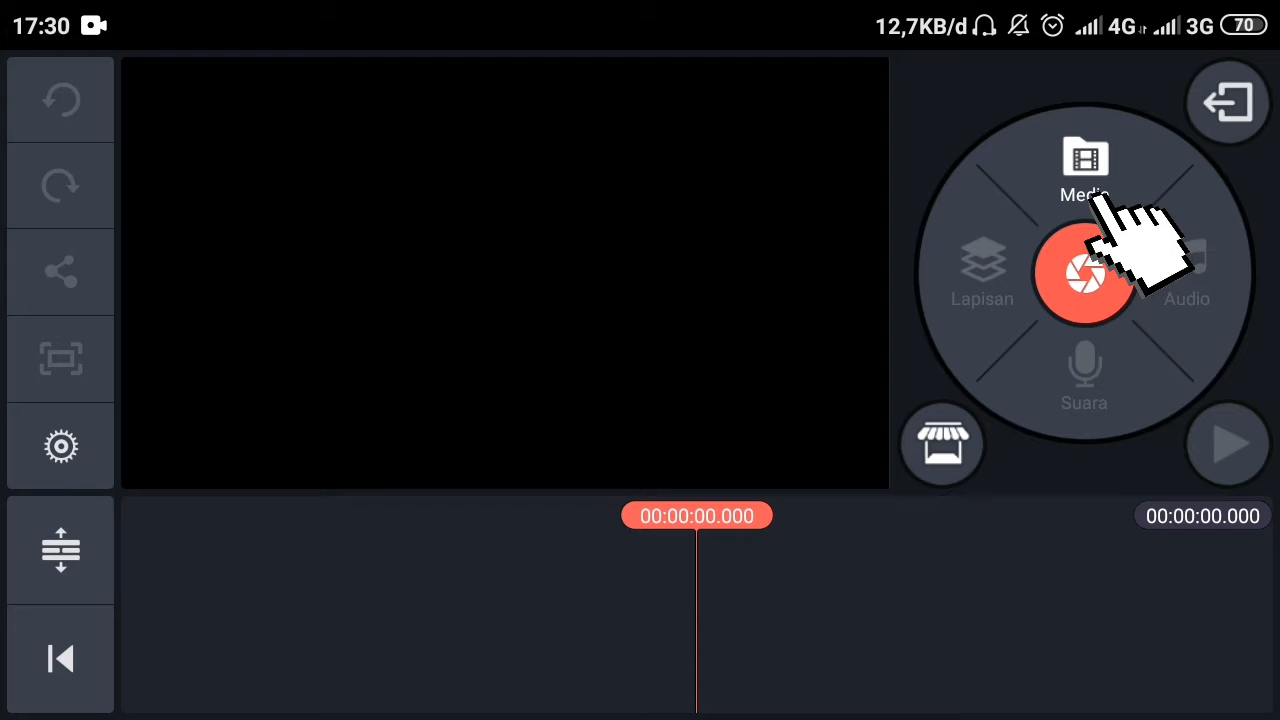 17:30
12,7KB/d 4G 3G 70
Media
Lapisan
Audio
Suara
00:00:00.000
00:00:00.000